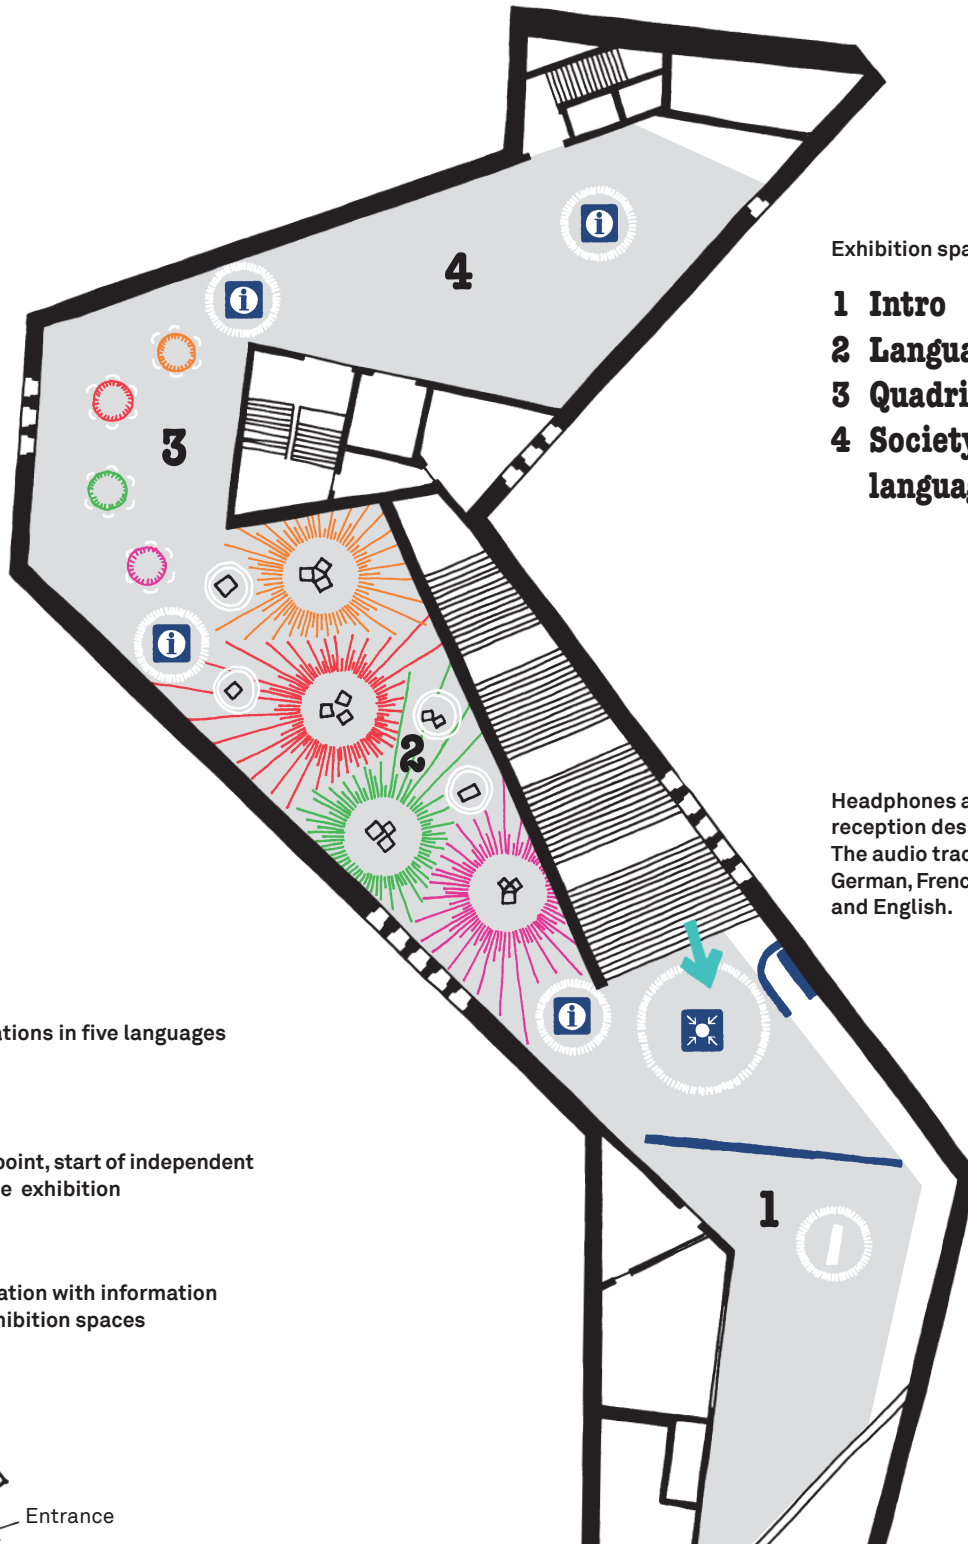 4
3
2
1
Exhibition spa
1 Intro
2 Langua
3 Quadri
4 Society
langua
Headphones a
reception des
The audio trac
German, Frenc
and English.
ations in five languages
point, start of independent
e exhibition
ation with information
hibition spaces
Entrance